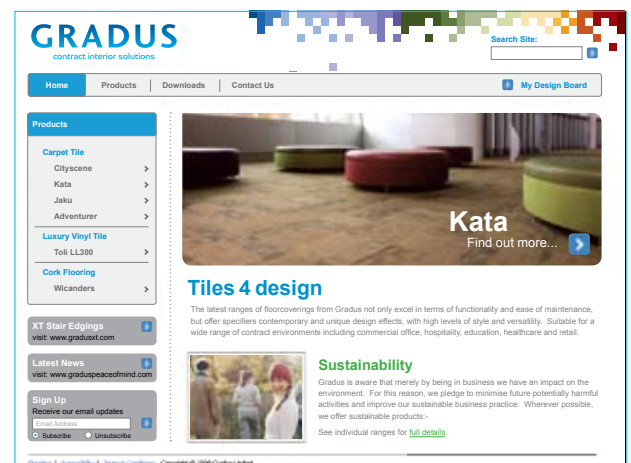 GRADUS
contract interior solutions
Search Site:
Home
Products
Downloads
Contact Us
My Design Board
Products
Carpet Tile
Cityscene
Kata
Jaku
Adventurer
Luxury Vinyl Tile
Toli LL300
Cork Flooring
Wicanders
XT Stair Edgings
visit: www.gradusxt.com
Latest News
visit: www.graduspeaceofmind.com
Sign Up
Receive our email updates
Email Address
Subscribe
Unsubscribe
Kata
Find out more...
Tiles 4 design
The latest ranges of floorcoverings from Gradus not only excel in terms of functionality and ease of maintenance,
but offer specifiers contemporary and unique design effects, with high levels of style and versatility. Suitable for a
wide range of contract environments including commercial office, hospitality, education, healthcare and retail.
Sustainability
Gradus is aware that merely by being in business we have an impact on the
environment. For this reason, we pledge to minimise future potentially harmful
activities and improve our sustainable business practice. Wherever possible,
we offer sustainable products:-
See individual ranges for full details.